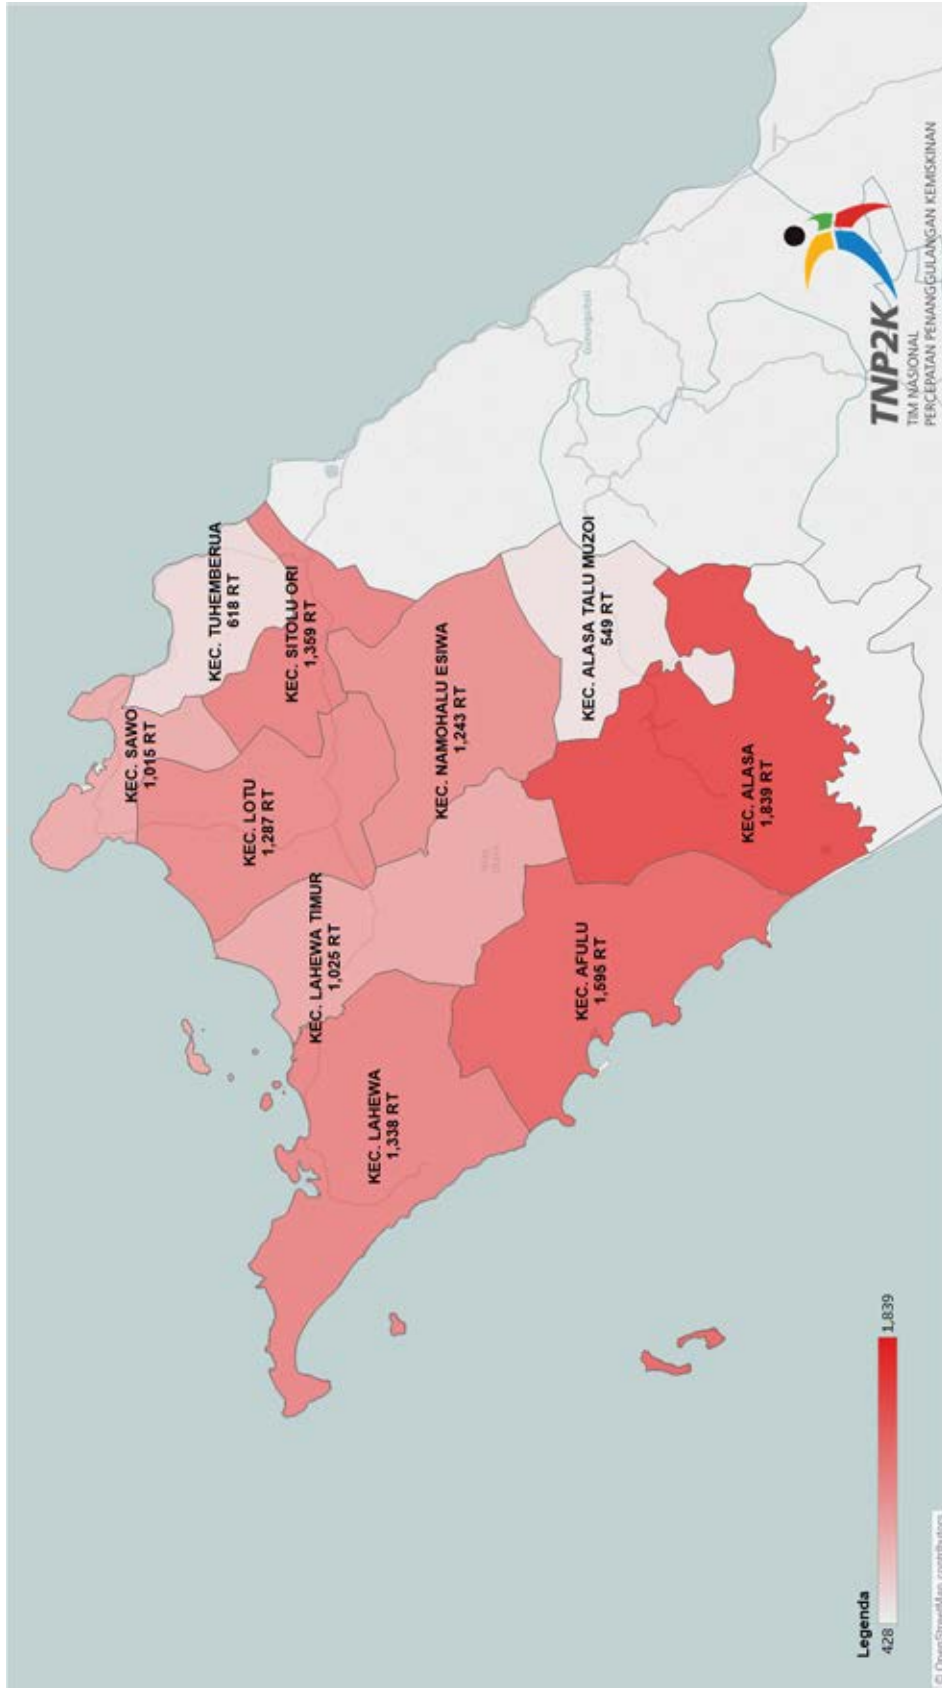 KEC. SAWO
1,015 RT
KEC. TUHEMBERUA
618 RT
KEC. LOTU
1,287 RT
KEC. SITOLU ORI
1,359 RT
KEC. LAHEWA TIMUR
1,025 RT
KEC. LAHEWA
1,338 RT
KEC. NAMOHALU ESIWA
1,243 RT
KEC. AFULU
1,595 RT
KEC. ALASA TALU MUZOI
549 RT
Gunungsitoli
KEC. ALASA
1,839 RT
Legenda
428 1,839
TNP2K
TIM NASIONAL
PERCEPATAN PENANGGULANGAN KEMISKINAN
© OpenStreetMap contributors